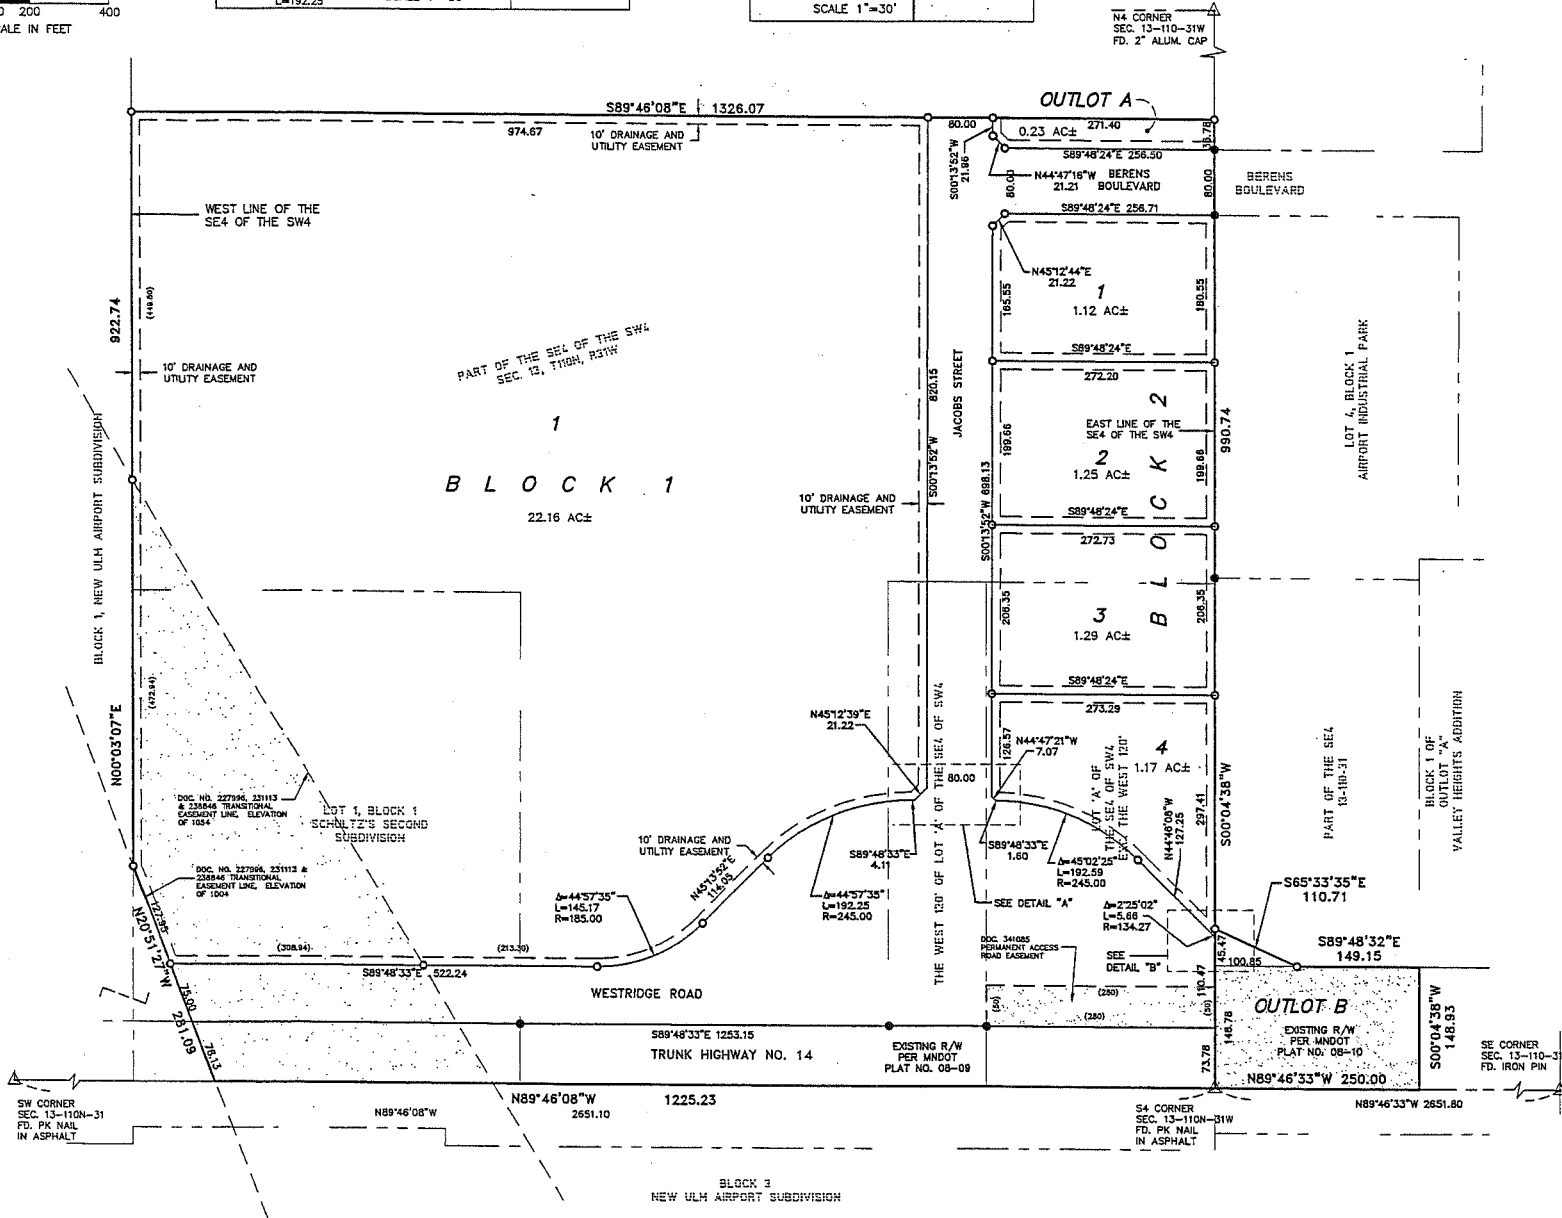 200
400
ALE IN FEET
L=192.25
SCALE 1"=30'
N4 CORNER
SEC. 13-110-31W
FD. 2" ALUM. CAP
S89°46'08"E 1326.07
974.67
10' DRAINAGE AND
UTILITY EASEMENT
80.00
OUTLOT A
271.40
0.23 AC±
S00°13'52"W
21.96
S89°48'24"E 256.50
N44°47'16"W
21.21
BERENS
BOULEVARD
80.00
80.00
BERENS
BOULEVARD
S89°48'24"E 256.71
WEST LINE OF THE
SE4 OF THE SW4
N45°12'44"E
21.22
1
1.12 AC±
165.55
180.55
S89°48'24"E
272.20
922.74
(449.80)
10' DRAINAGE AND
UTILITY EASEMENT
PART OF THE SE4 OF THE SW4
SEC. 13, T110N, R31W
1
BLOCK 1
22.16 AC±
10' DRAINAGE AND
UTILITY EASEMENT
S00°13'52"W
820.15
JACOBS STREET
S00°13'52"W 698.13
EAST LINE OF THE
SE4 OF THE SW4
990.74
199.66
2
1.25 AC±
199.66
BLOCK 2
S89°48'24"E
272.73
LOT 4, BLOCK 1
AIRPORT INDUSTRIAL PARK
BLOCK 1, NEW ULM AIRPORT SUBDIVISION
206.35
3
1.29 AC±
206.35
S89°48'24"E
273.29
N00°03'07"E
(472.94)
DOC. NO. 227996, 231113
& 238846 TRANSITIONAL
EASEMENT LINE, ELEVATION
OF 1054
LOT 1, BLOCK 1
SCHULTZ'S SECOND
SUBDIVISION
DOC. NO. 227996, 231113 &
238846 TRANSITIONAL
EASEMENT LINE, ELEVATION
OF 1004
N45°12'39"E
21.22
80.00
126.57
N44°47'21"W
7.07
4
1.17 AC±
LOT 'A' OF
THE SE4 OF SW4
EXC. THE WEST 120'
297.41
S00°04'38"W
N44°46'08"W
127.25
PART OF THE SE4
13-110-31
BLOCK 1 OF
OUTLOT "A"
VALLEY HEIGHTS ADDITION
10' DRAINAGE AND
UTILITY EASEMENT
N45°13'52"E
114.05
S89°48'33"E
4.11
S89°48'33"E
1.60
Δ=45°02'25"
L=192.59
R=245.00
Δ=44°57'35"
L=145.17
R=185.00
Δ=44°57'35"
L=192.25
R=245.00
SEE DETAIL "A"
Δ=2°25'02"
L=5.66
R=134.27
S65°33'35"E
110.71
THE WEST 120' OF LOT 'A' OF THE SE4 OF SW4
DOC. 341085
PERMANENT ACCESS
ROAD EASEMENT
SEE
DETAIL "B"
45.47
100.85
S89°48'32"E
149.15
127.95
N20°51'27"W
281.09
75.00
78.13
(308.94)
(213.30)
S89°48'33"E 522.24
WESTRIDGE ROAD
(50)
(280)
(280)
(50)
110.47
146.78
73.78
OUTLOT B
EXISTING R/W
PER MNDOT
PLAT NO. 08-10
S00°04'38"W
148.93
S89°48'33"E 1253.15
TRUNK HIGHWAY NO. 14
EXISTING R/W
PER MNDOT
PLAT NO. 08-09
SE CORNER
SEC. 13-110-31
FD. IRON PIN
N89°46'33"W 250.00
N89°46'33"W 2651.80
SW CORNER
SEC. 13-110N-31
FD. PK NAIL
IN ASPHALT
N89°46'08"W
N89°46'08"W
2651.10
1225.23
S4 CORNER
SEC. 13-110N-31W
FD. PK NAIL
IN ASPHALT
BLOCK 3
NEW ULM AIRPORT SUBDIVISION